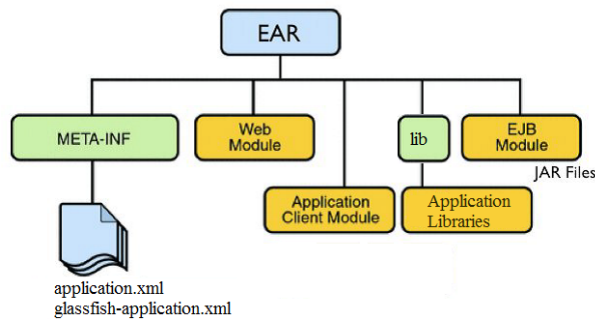 EAR
META-INF
Web
Module
lib
EJB
Module
JAR Files
Application
Client Module
Application
Libraries
application.xml
glassfish-application.xml